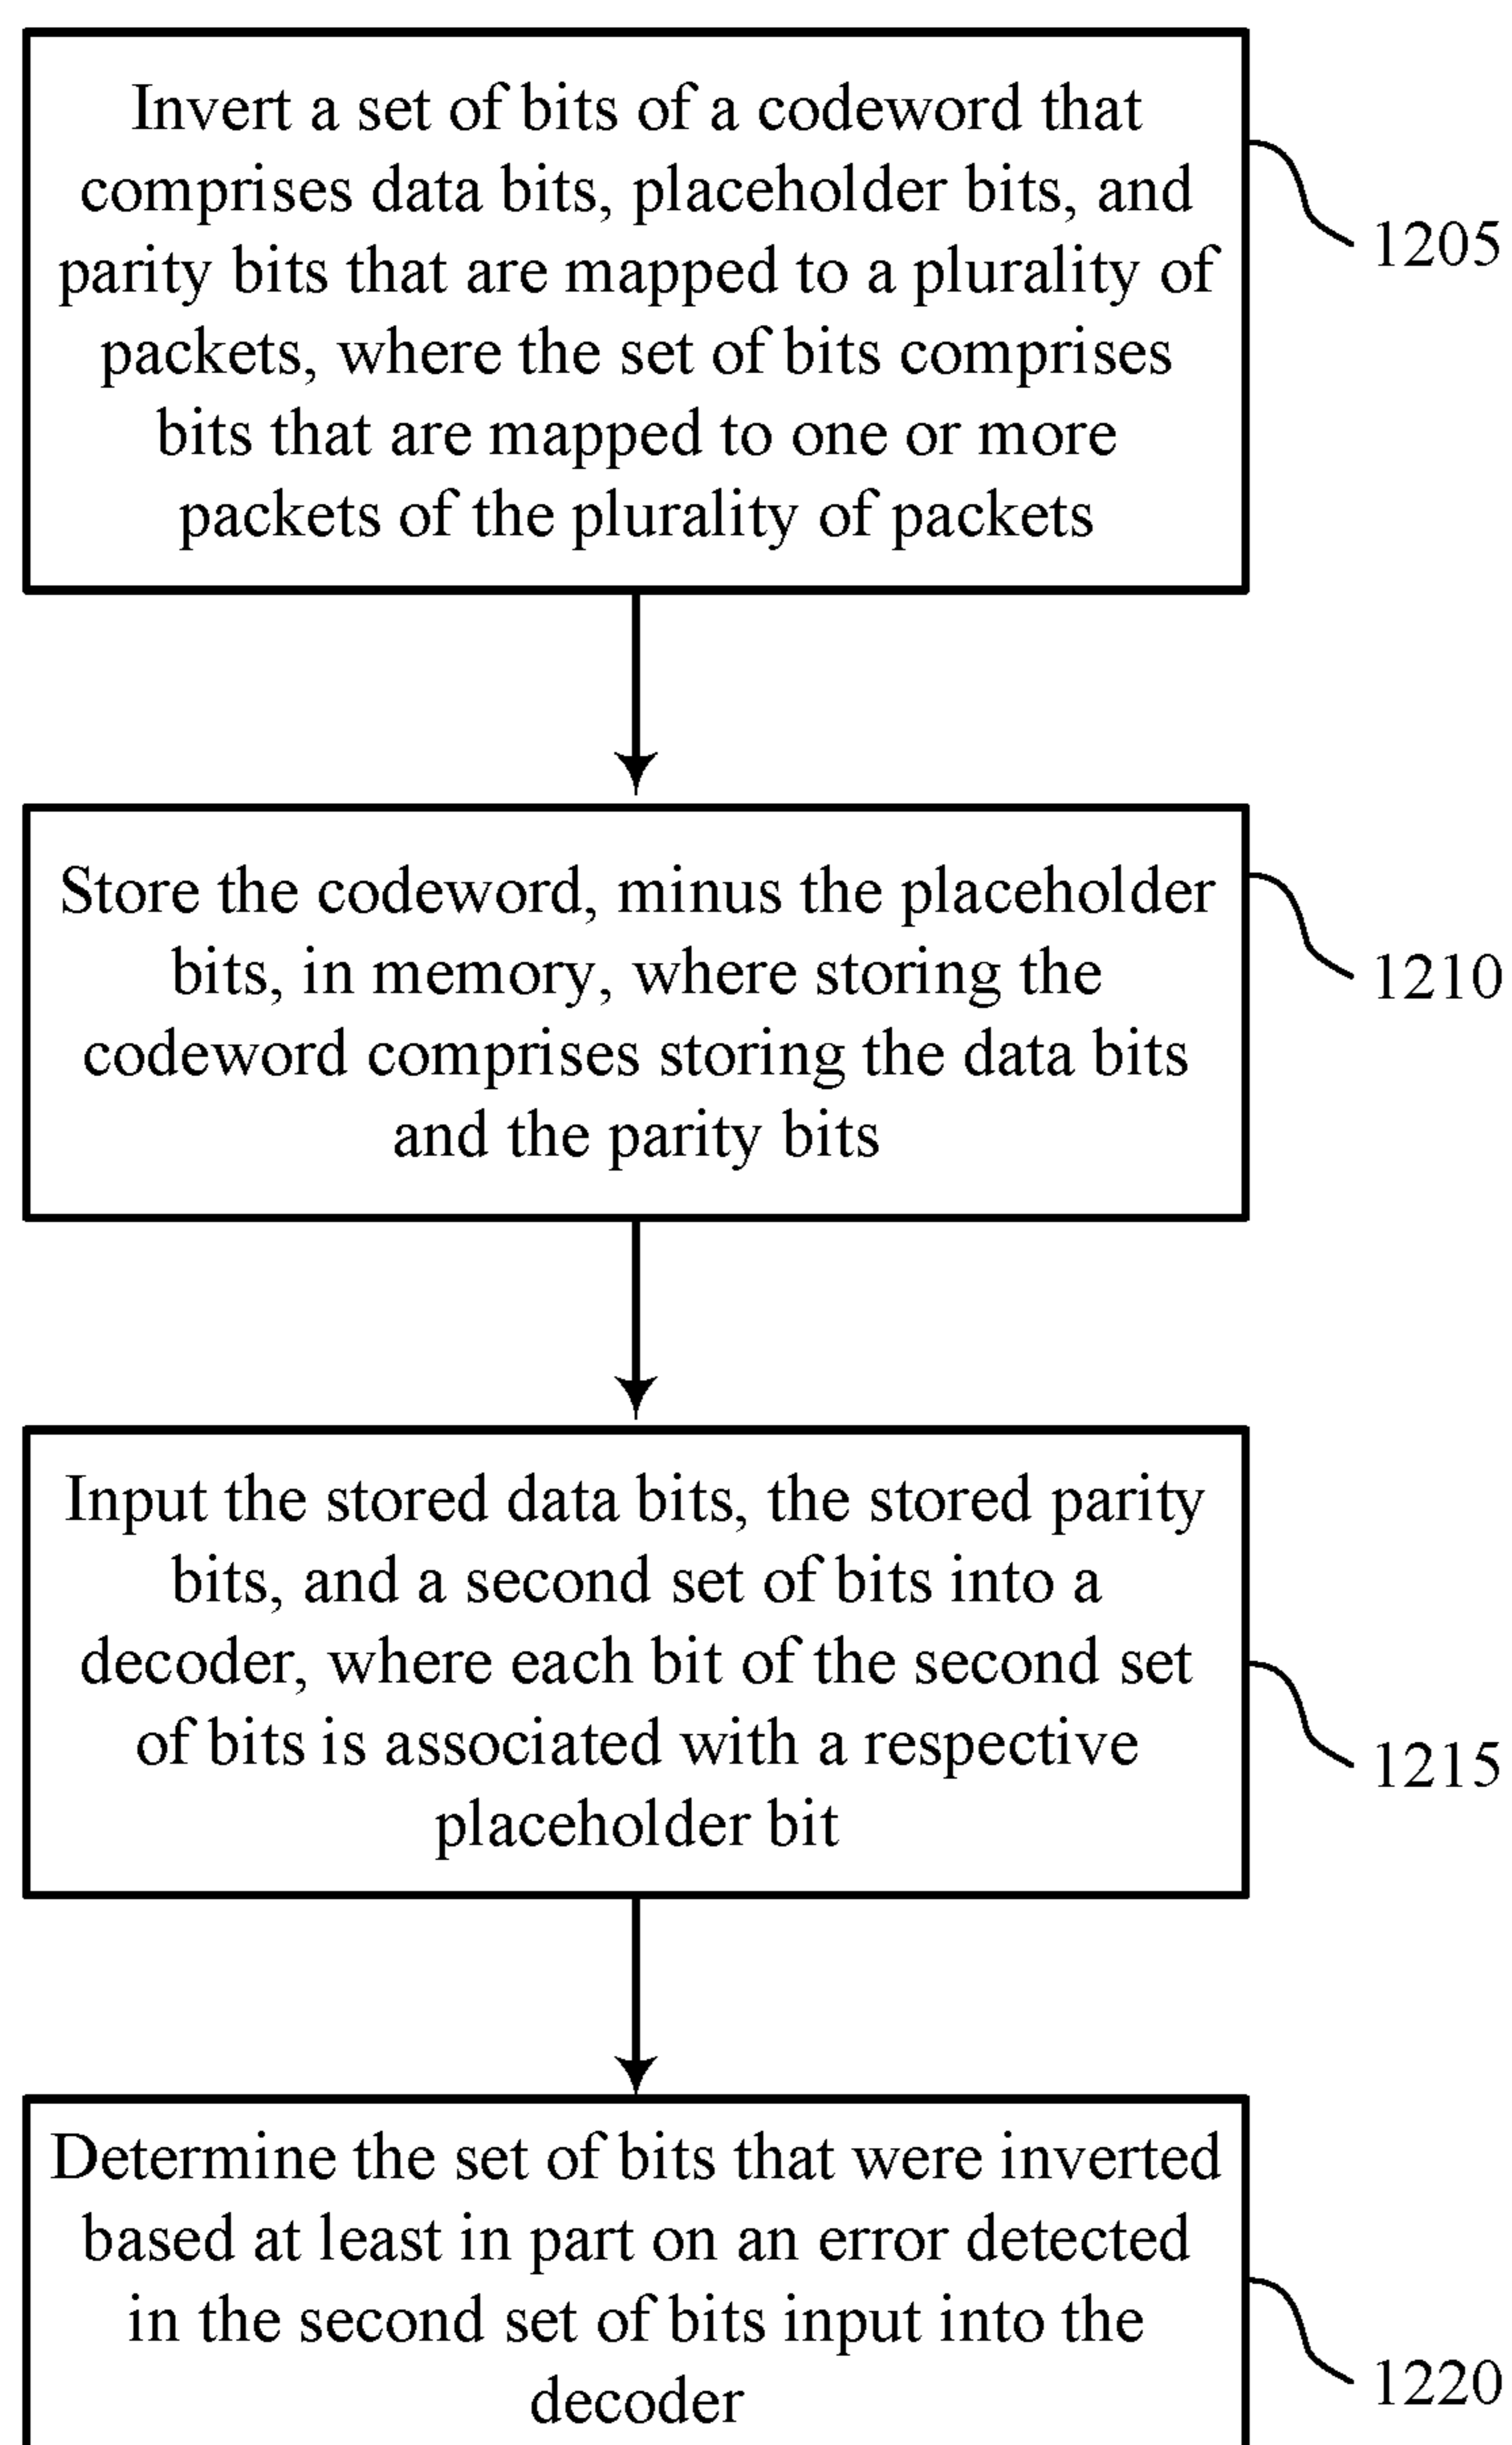 Invert a set of bits of a codeword that
comprises data bits, placeholder bits, and
parity bits that are mapped to a plurality of
packets, where the set of bits comprises
bits that are mapped to one or more
packets of the plurality of packets
1205
Store the codeword, minus the placeholder
bits, in memory, where storing the
codeword comprises storing the data bits
and the parity bits
1210
Input the stored data bits, the stored parity
bits, and a second set of bits into a
decoder, where each bit of the second set
of bits is associated with a respective
placeholder bit
1215
Determine the set of bits that were inverted
based at least in part on an error detected
in the second set of bits input into the
decoder
1220